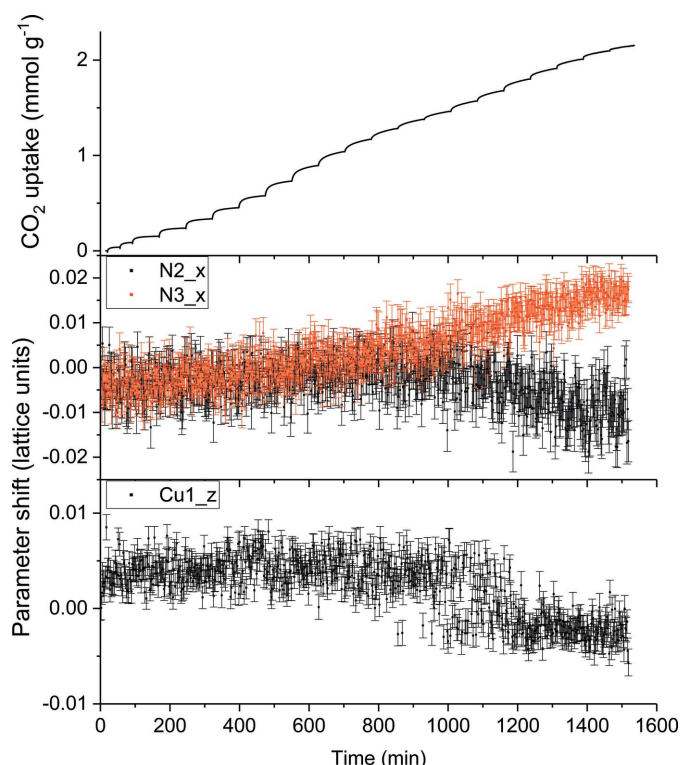 2
1
0
CO₂ uptake (mmol g⁻¹)
N2_x
N3_x
0.02
0.01
0.00
-0.01
-0.02
Cu1_z
0.01
0.00
-0.01
Parameter shift (lattice units)
0 200 400 600 800 1000 1200 1400 1600
Time (min)